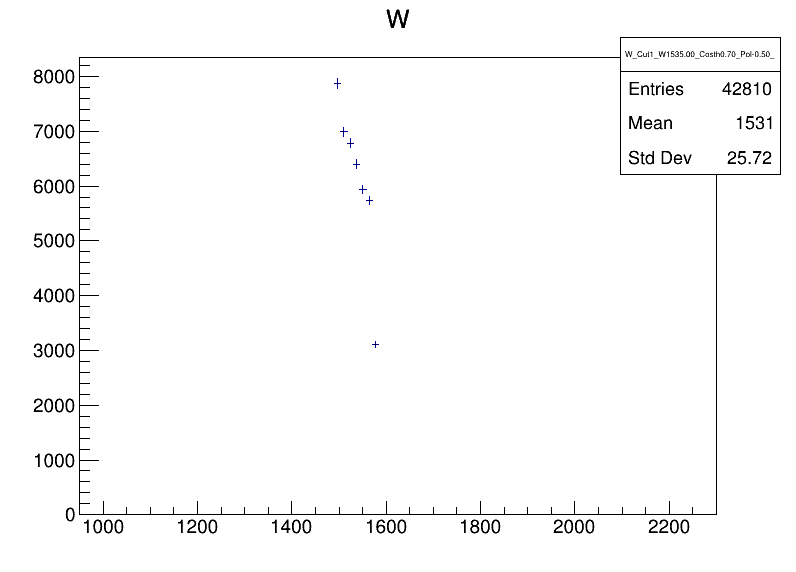 W
W_Cut1_W1535.00_Costh0.70_Pol-0.50_
Entries 42810
Mean 1531
Std Dev 25.72
8000
7000
6000
5000
4000
3000
2000
1000
0
1000 1200 1400 1600 1800 2000 2200